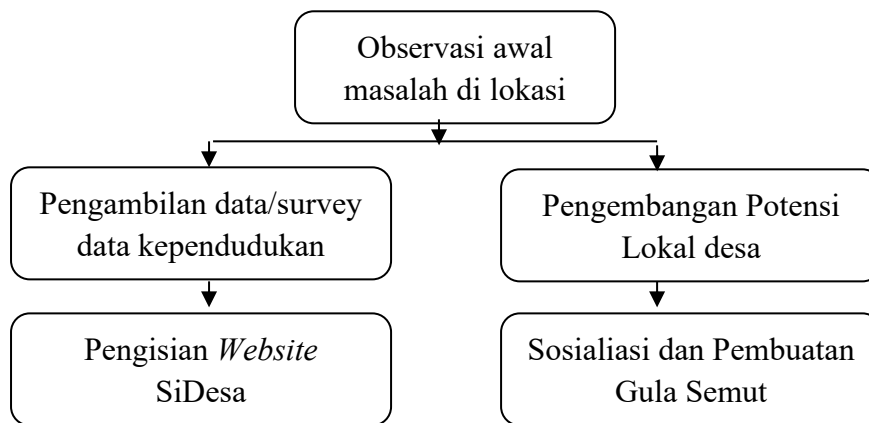 Observasi awal
masalah di lokasi
Pengambilan data/survey
data kependudukan
Pengembangan Potensi
Lokal desa
Pengisian Website
SiDesa
Sosialiasi dan Pembuatan
Gula Semut